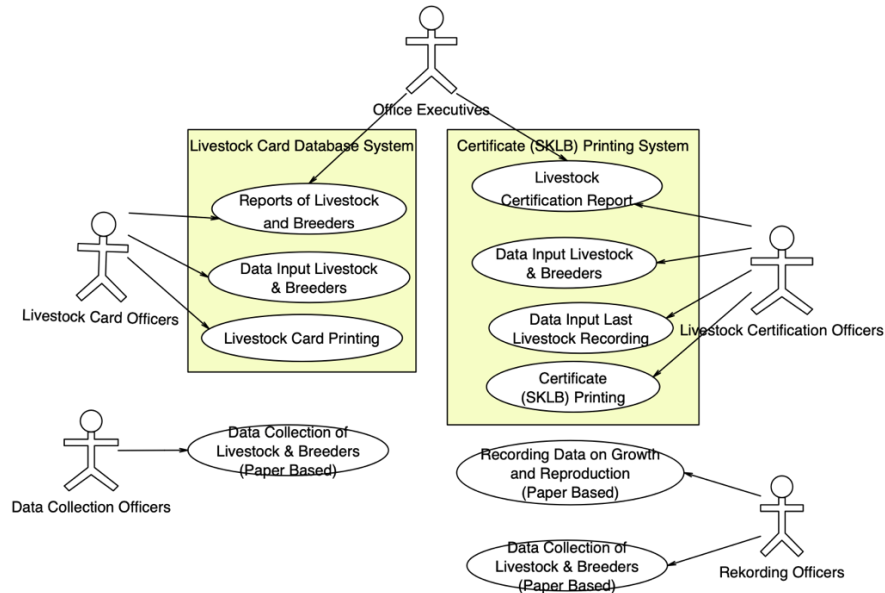 Office Executives
Livestock Card Database System
Certificate (SKLB) Printing System
Reports of Livestock
and Breeders
Livestock
Certification Report
Data Input Livestock
& Breeders
Data Input Livestock
& Breeders
Livestock Card Officers
Livestock Card Printing
Data Input Last
Livestock Recording
Livestock Certification Officers
Certificate
(SKLB) Printing
Data Collection of
Livestock & Breeders
(Paper Based)
Data Collection Officers
Recording Data on Growth
and Reproduction
(Paper Based)
Data Collection of
Livestock & Breeders
(Paper Based)
Rekording Officers